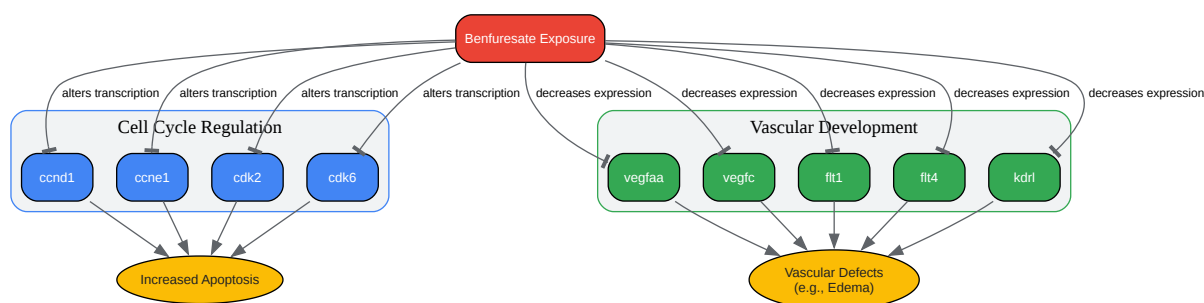 Benfuresate Exposure
alters transcription
alters transcription
alters transcription
alters transcription
decreases expression
decreases expression
decreases expression
decreases expression
decreases expression
Cell Cycle Regulation
Vascular Development
ccnd1
ccne1
cdk2
cdk6
vegfaa
vegfc
flt1
flt4
kdrl
Increased Apoptosis
Vascular Defects
(e.g., Edema)